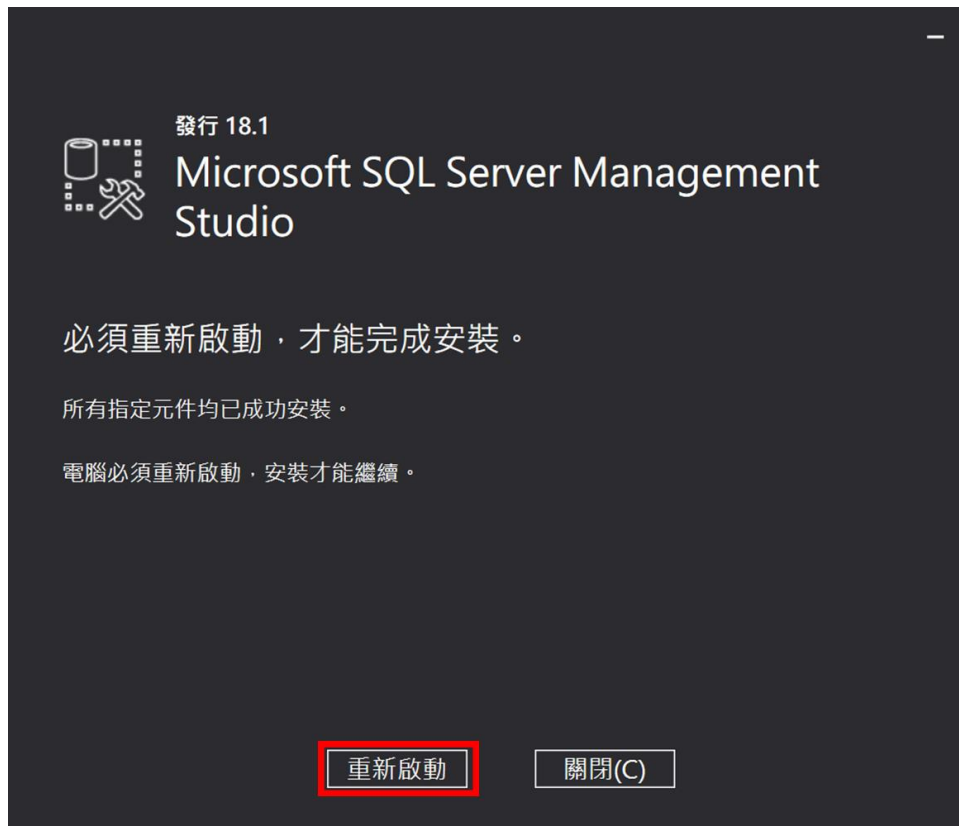 發行 18.1
Microsoft SQL Server Management
Studio
必須重新啟動，才能完成安裝。
所有指定元件均已成功安裝。
電腦必須重新啟動，安裝才能繼續。
重新啟動
關閉(C)